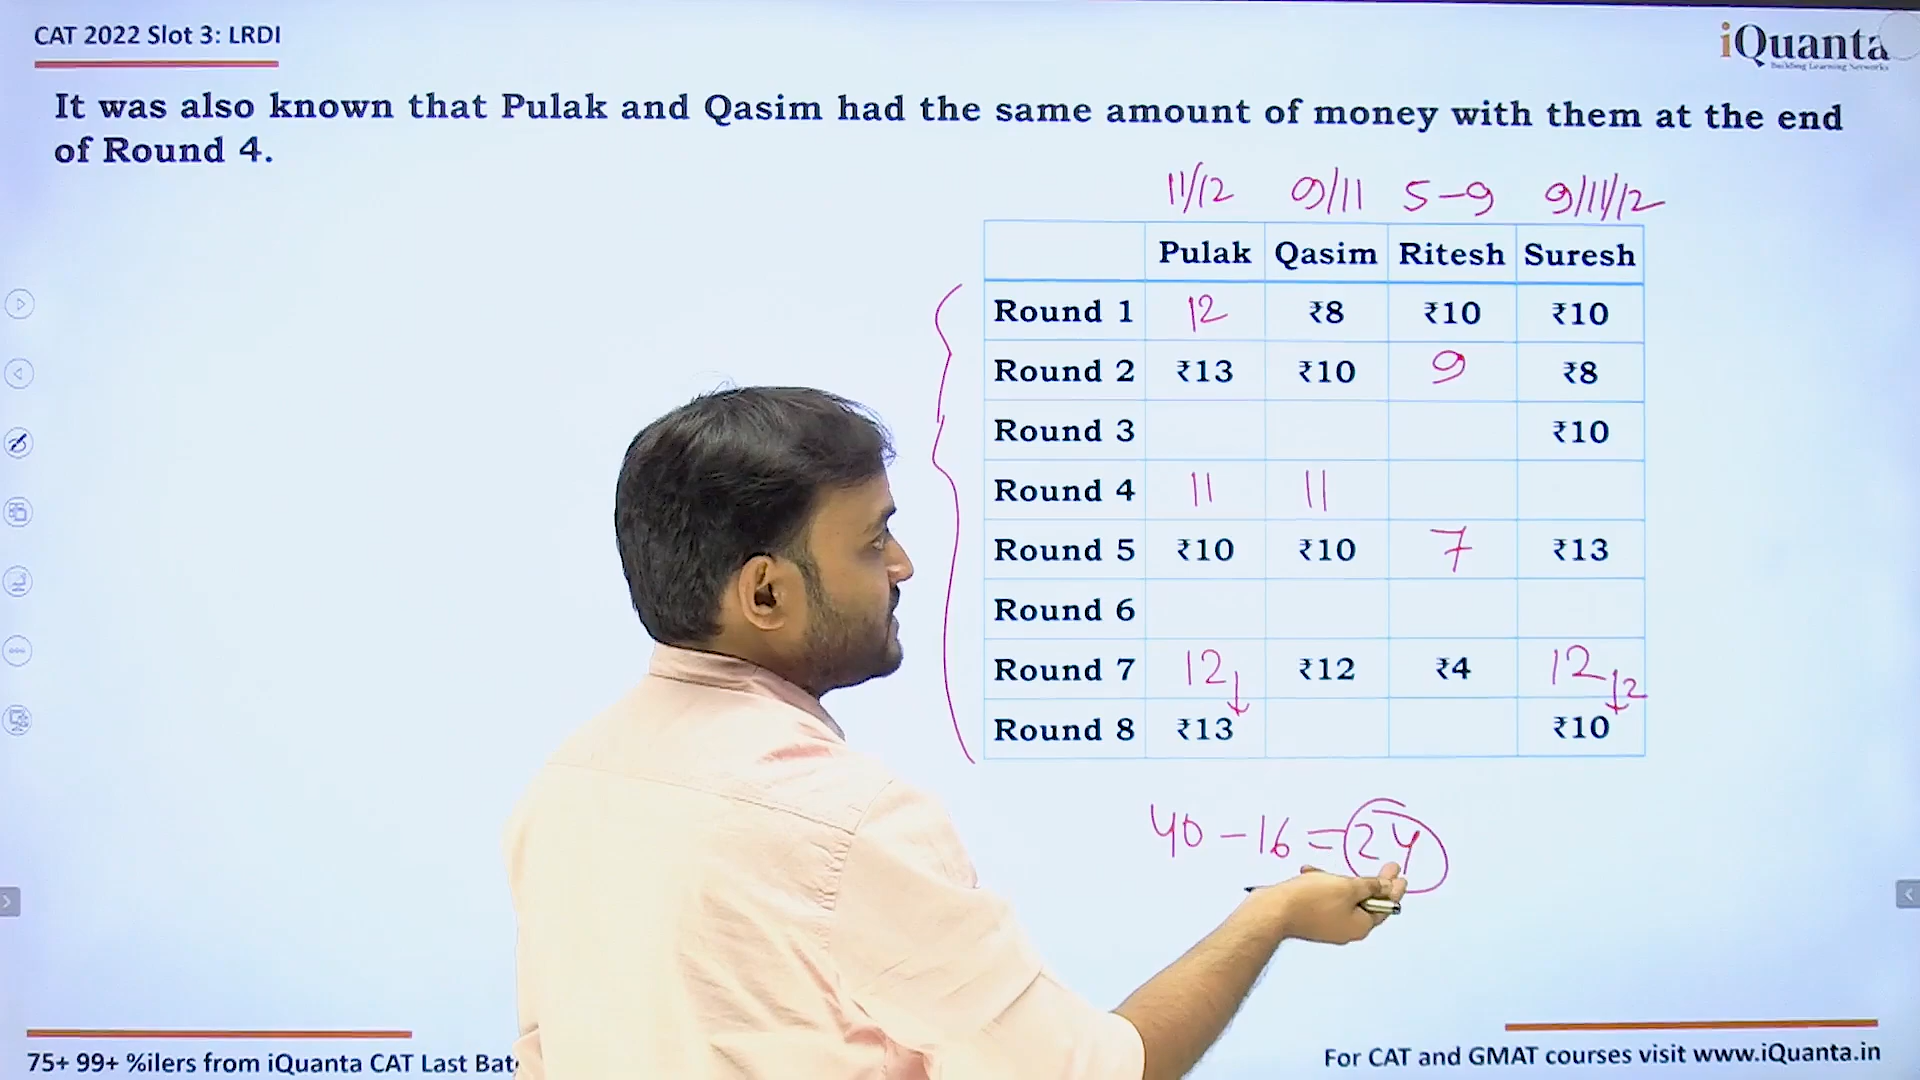 CAT 2022 Slot 3: LRDI
iQuanta
Building Learning Networks
It was also known that Pulak and Qasim had the same amount of money with them at the end
of Round 4.
11/12 9/11 5-9 9/11/12
Pulak Qasim Ritesh Suresh
Round 1 12 ₹8 ₹10 ₹10
Round 2 ₹13 ₹10 9 ₹8
Round 3 ₹10
Round 4 11 11
Round 5 ₹10 ₹10 7 ₹13
Round 6
Round 7 12 ₹12 ₹4 12
2
Round 8 ₹13 ₹10
40-16=24
75+ 99+ %ilers from iQuanta CAT Last Bat
For CAT and GMAT courses visit www.iQuanta.in